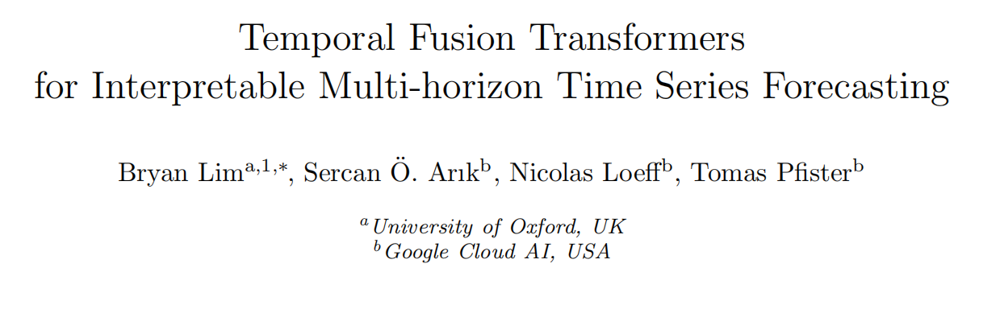 Temporal Fusion Transformers
for Interpretable Multi-horizon Time Series Forecasting
Bryan Lim^a,1,*, Sercan Ö. Arık^b, Nicolas Loeff^b, Tomas Pfister^b
^a University of Oxford, UK
^b Google Cloud AI, USA